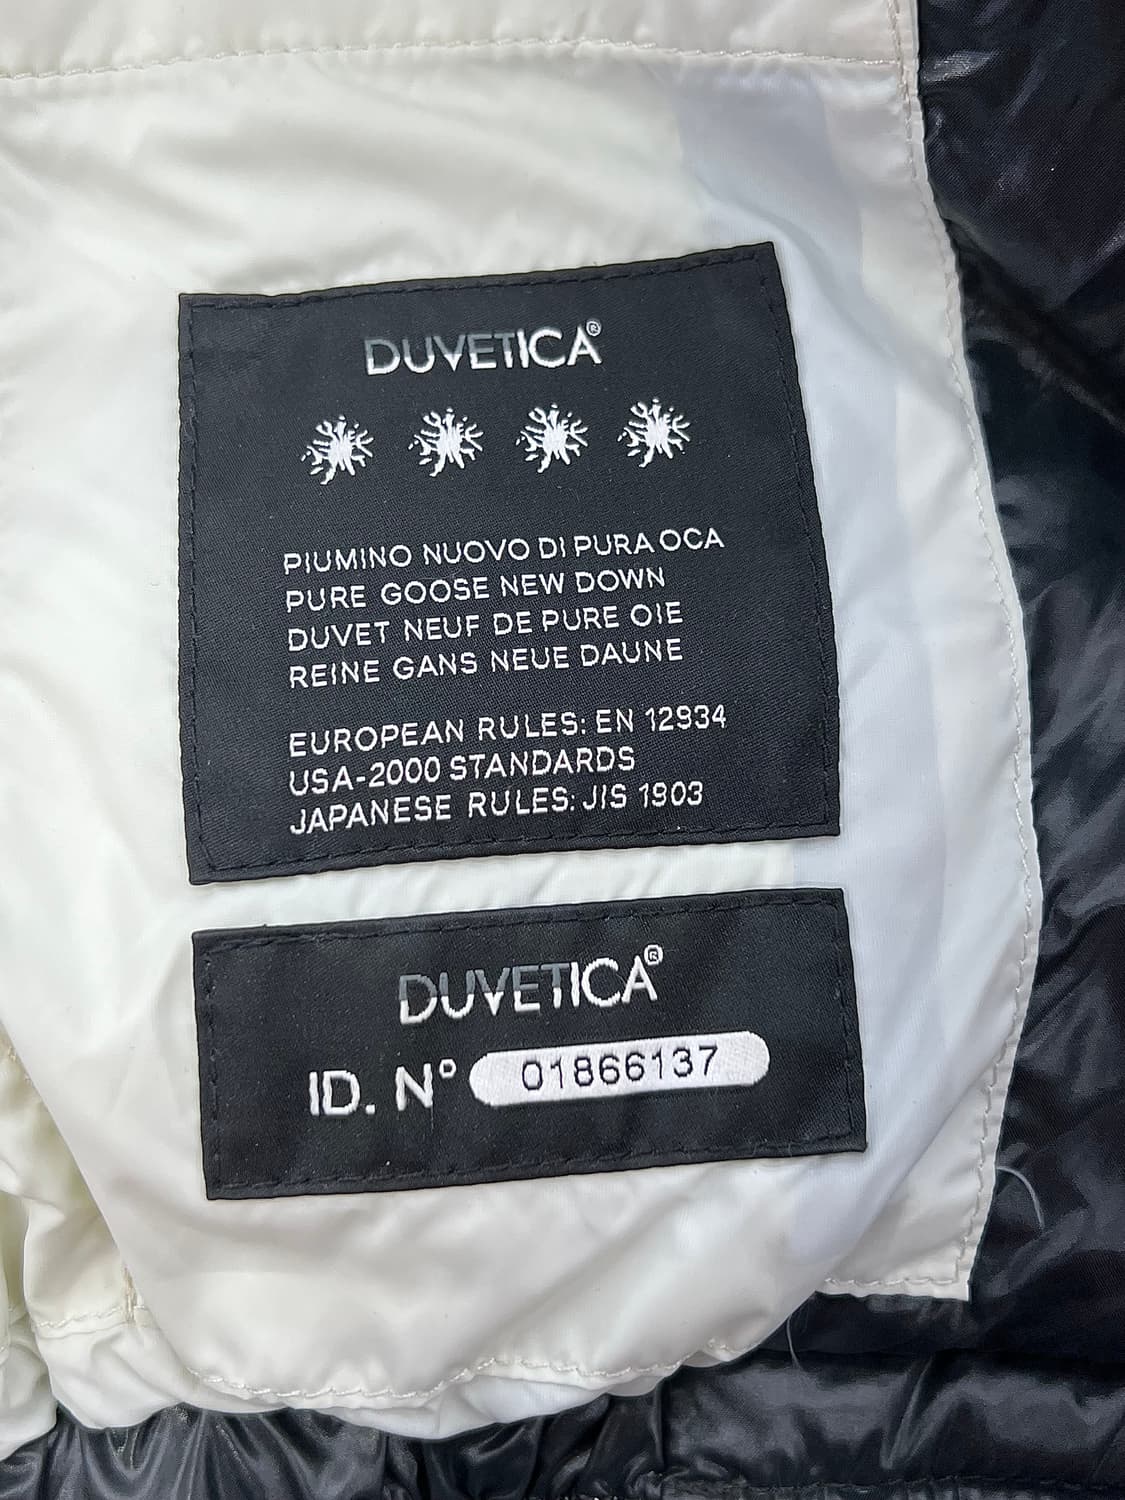 DUVETICA®
PIUMINO NUOVO DI PURA OCA
PURE GOOSE NEW DOWN
DUVET NEUF DE PURE OIE
REINE GANS NEUE DAUNE
EUROPEAN RULES: EN 12934
USA-2000 STANDARDS
JAPANESE RULES: JIS 1903
DUVETICA®
ID. Nº 01866137